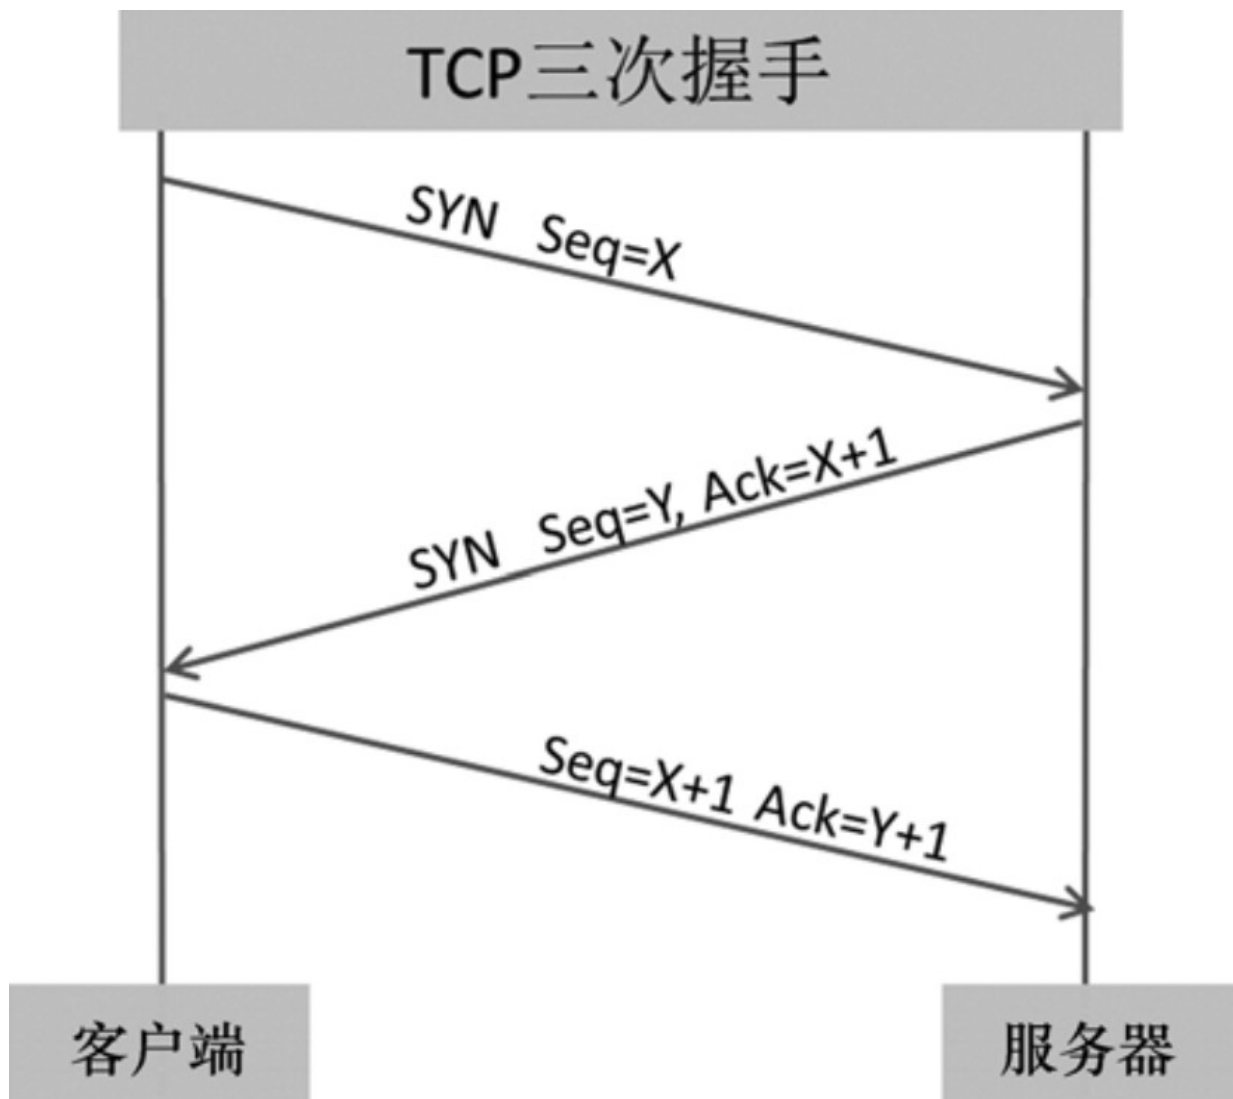 TCP三次握手
SYN Seq=X
SYN Seq=Y, Ack=X+1
Seq=X+1 Ack=Y+1
客户端
服务器